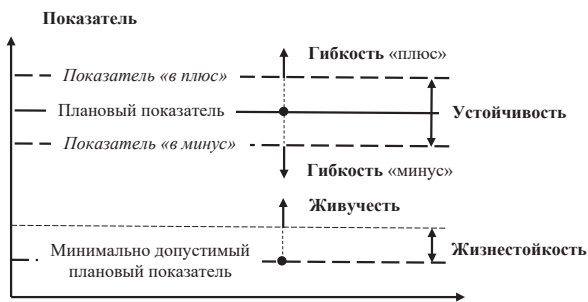 Показатель
Гибкость «плюс»
Показатель «в плюс»
Плановый показатель
Устойчивость
Показатель «в минус»
Гибкость «минус»
Живучесть
Минимально допустимый
плановый показатель
Жизнестойкость